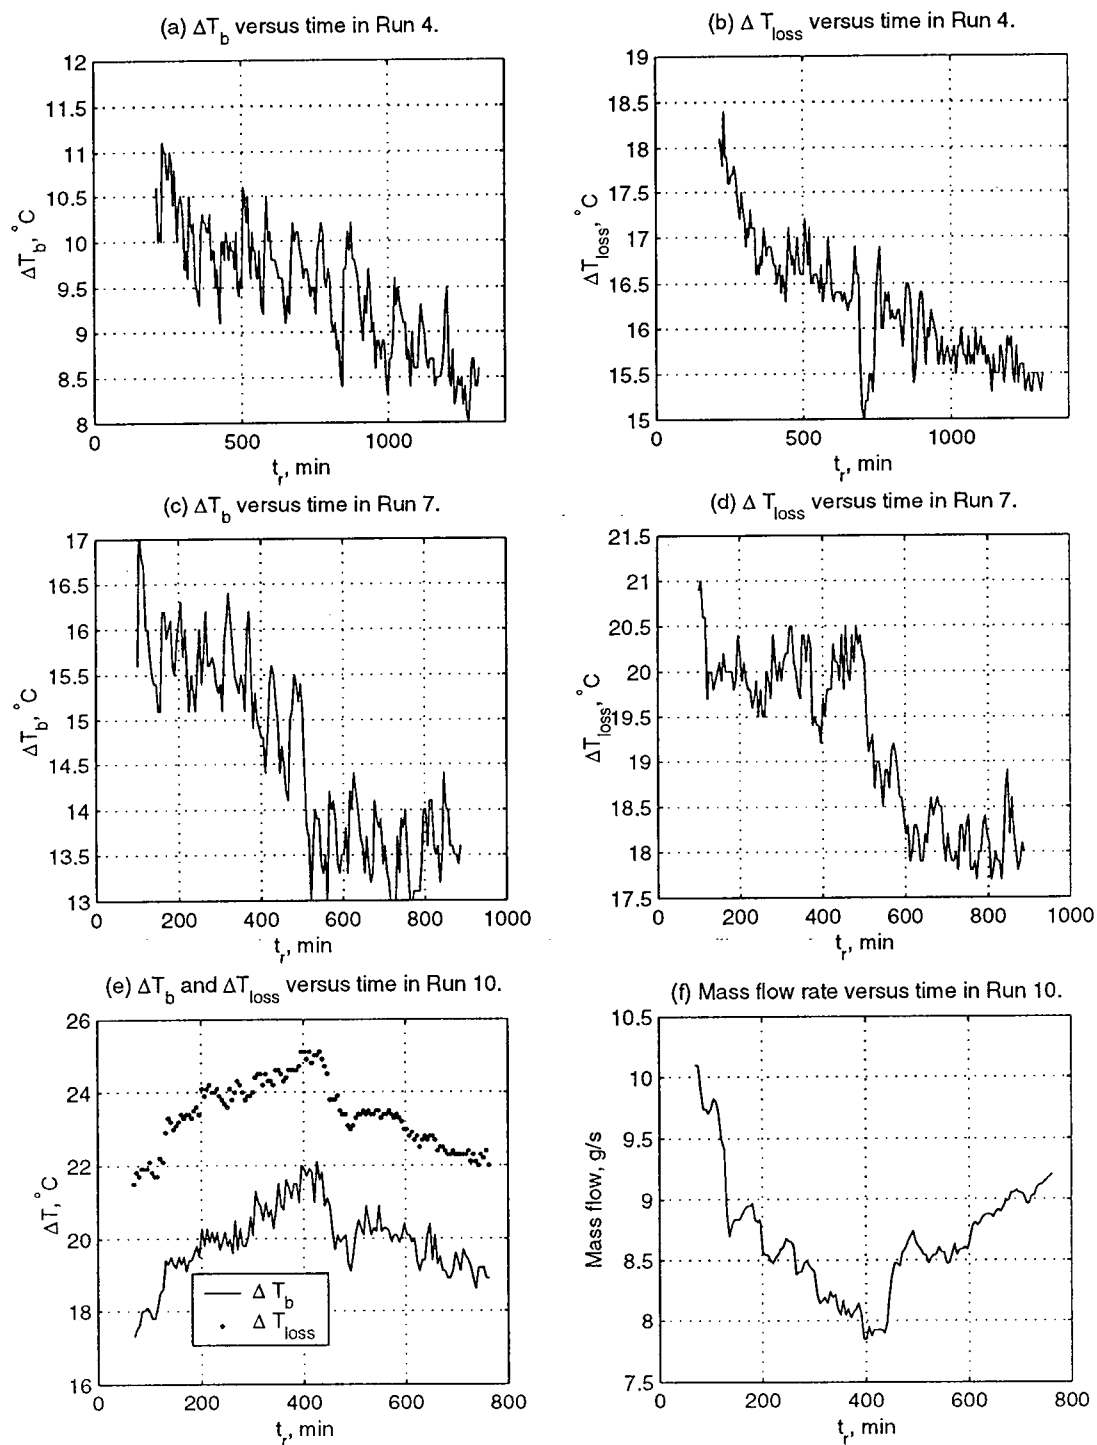 (a) ΔT_b versus time in Run 4.
12
11.5
11
10.5
10
9.5
9
8.5
8
ΔT_b, °C
0 500 1000
t_r, min
(b) Δ T_loss versus time in Run 4.
19
18.5
18
17.5
17
16.5
16
15.5
15
ΔT_loss, °C
0 500 1000
t_r, min
(c) ΔT_b versus time in Run 7.
17
16.5
16
15.5
15
14.5
14
13.5
13
ΔT_b, °C
0 200 400 600 800 1000
t_r, min
(d) Δ T_loss versus time in Run 7.
21.5
21
20.5
20
19.5
19
18.5
18
17.5
ΔT_loss, °C
0 200 400 600 800 1000
t_r, min
(e) ΔT_b and ΔT_loss versus time in Run 10.
26
24
22
20
18
16
ΔT, °C
Δ T_b
Δ T_loss
0 200 400 600 800
t_r, min
(f) Mass flow rate versus time in Run 10.
10.5
10
9.5
9
8.5
8
7.5
Mass flow, g/s
0 200 400 600 800
t_r, min